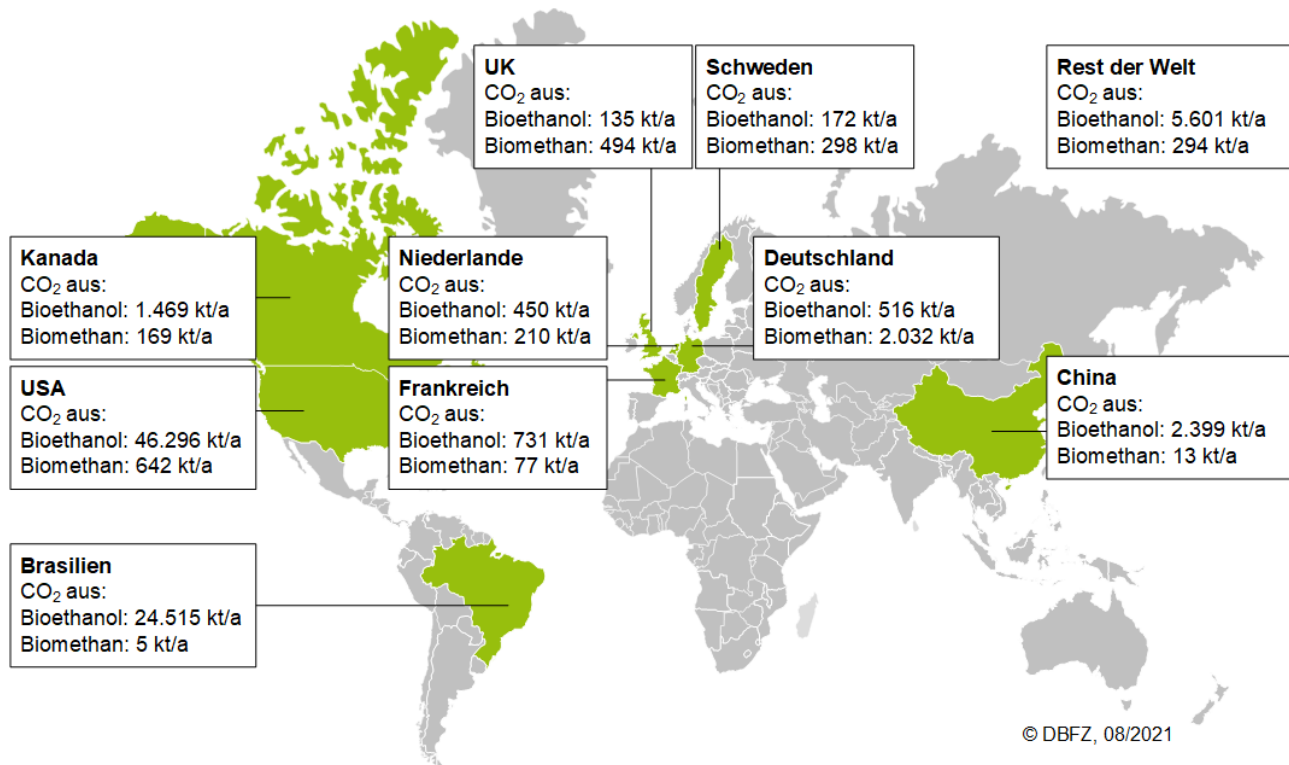 UK
CO₂ aus:
Bioethanol: 135 kt/a
Biomethan: 494 kt/a
Schweden
CO₂ aus:
Bioethanol: 172 kt/a
Biomethan: 298 kt/a
Rest der Welt
CO₂ aus:
Bioethanol: 5.601 kt/a
Biomethan: 294 kt/a
Kanada
CO₂ aus:
Bioethanol: 1.469 kt/a
Biomethan: 169 kt/a
Niederlande
CO₂ aus:
Bioethanol: 450 kt/a
Biomethan: 210 kt/a
Deutschland
CO₂ aus:
Bioethanol: 516 kt/a
Biomethan: 2.032 kt/a
USA
CO₂ aus:
Bioethanol: 46.296 kt/a
Biomethan: 642 kt/a
Frankreich
CO₂ aus:
Bioethanol: 731 kt/a
Biomethan: 77 kt/a
China
CO₂ aus:
Bioethanol: 2.399 kt/a
Biomethan: 13 kt/a
Brasilien
CO₂ aus:
Bioethanol: 24.515 kt/a
Biomethan: 5 kt/a
© DBFZ, 08/2021